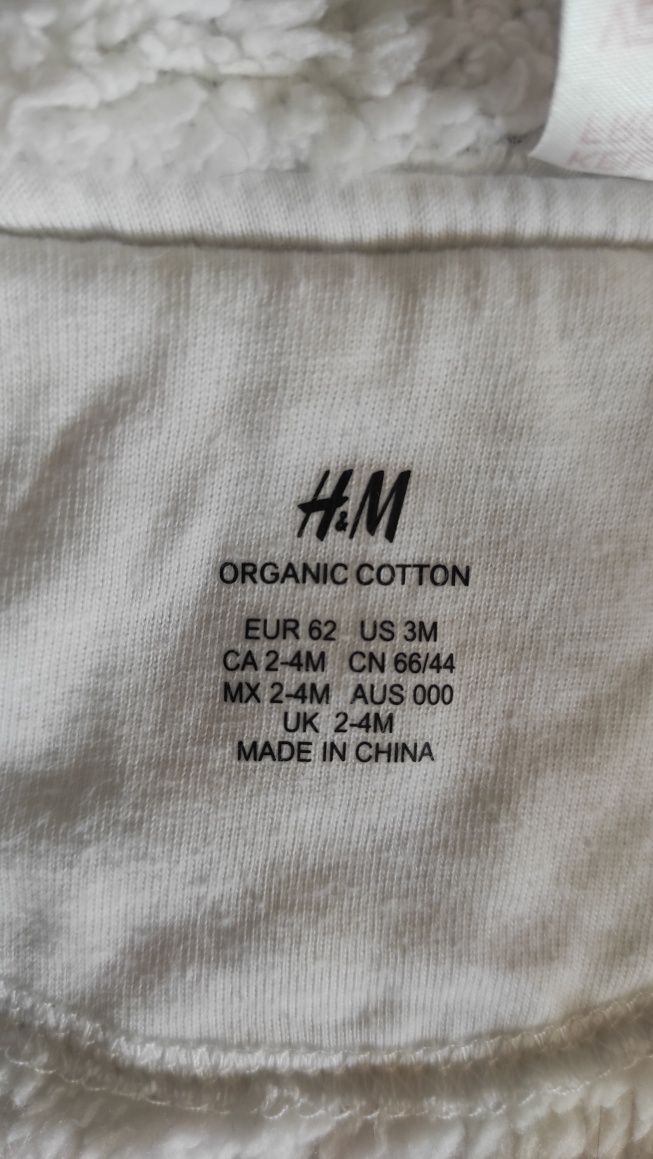 H&M
ORGANIC COTTON
EUR 62 US 3M
CA 2-4M CN 66/44
MX 2-4M AUS 000
UK 2-4M
MADE IN CHINA